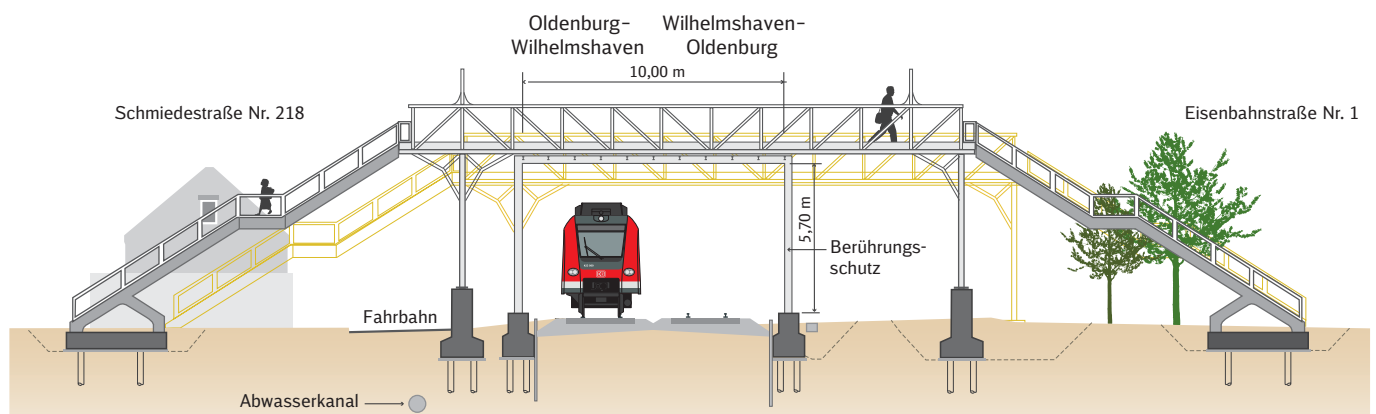 Oldenburg–
Wilhelmshaven
Wilhelmshaven-
Oldenburg
10,00 m
Schmiedestraße Nr. 218
Eisenbahnstraße Nr. 1
5,70 m
Berührungs-
schutz
Fahrbahn
Abwasserkanal